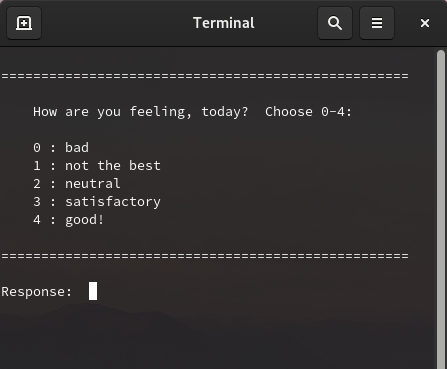 Terminal
===================================================
How are you feeling, today?  Choose 0-4:
0 : bad
1 : not the best
2 : neutral
3 : satisfactory
4 : good!
===================================================
Response: